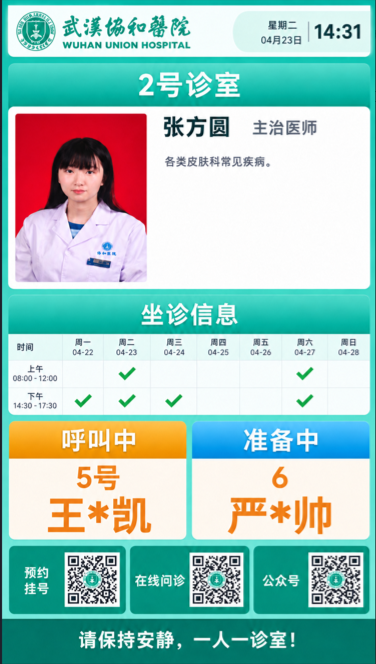 武漢協和醫院
WUHAN UNION HOSPITAL
星期二
04月23日
14:31
2号诊室
张方圆 主治医师
各类皮肤科常见疾病。
坐诊信息
时间 周一 周二 周三 周四 周五 周六 周日
04-22 04-23 04-24 04-25 04-26 04-27 04-28
上午
08:00 - 12:00 ✓ ✓
下午
14:30 - 17:30 ✓ ✓ ✓ ✓
呼叫中
5号
王*凯
准备中
6
严*帅
预约
挂号
在线问诊
公众号
请保持安静，一人一诊室！